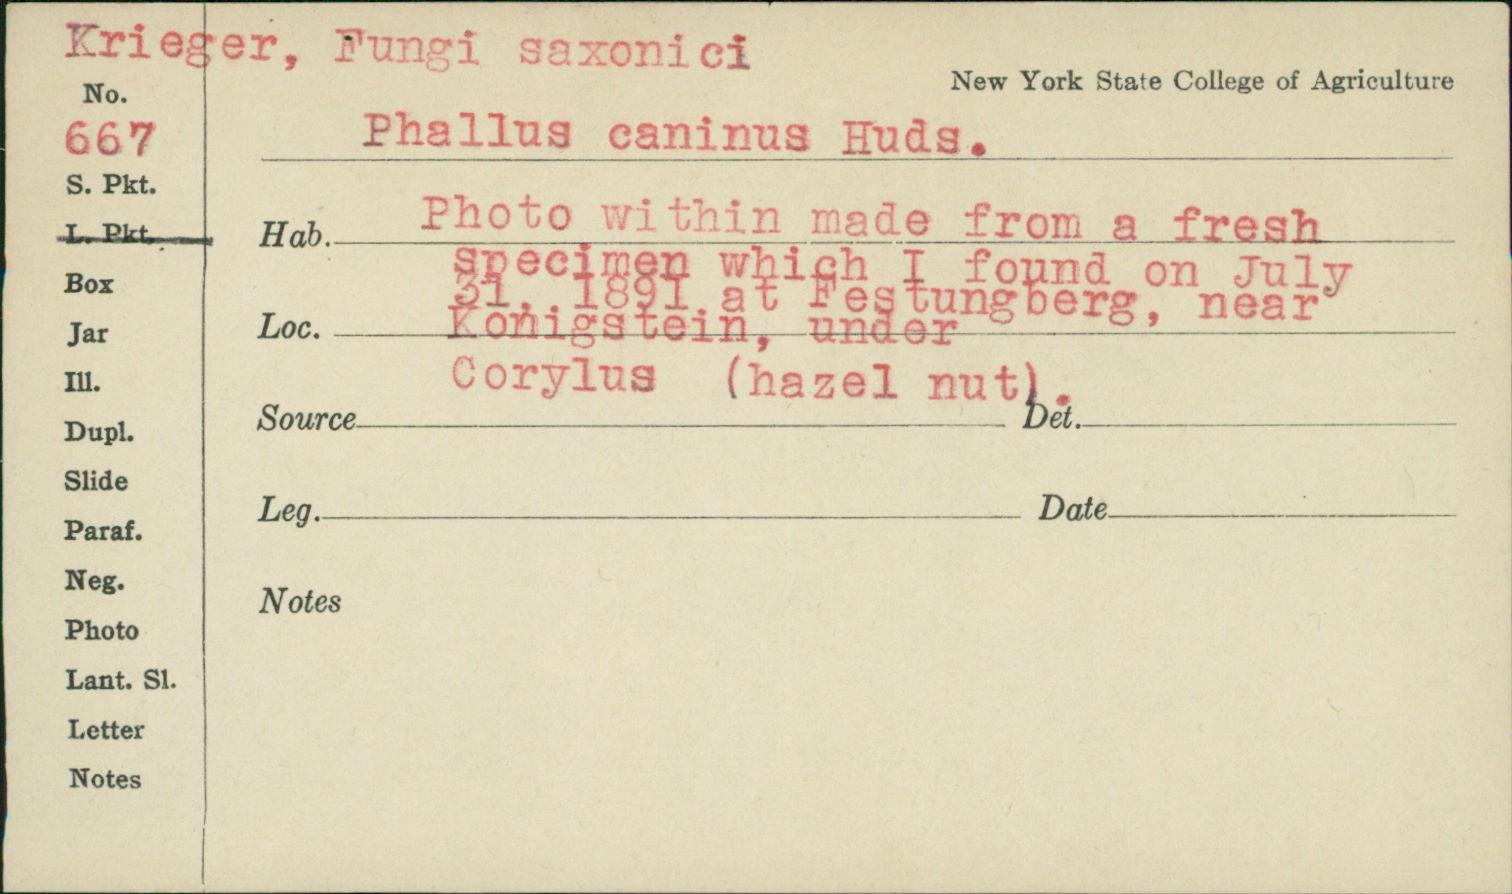 Krieger, Fungi saxonici
New York State College of Agriculture
No.
667
Phallus caninus Huds.
S. Pkt.
L. Pkt.
Hab. Photo within made from a fresh
specimen which I found on July
31, 1891 at Festungberg, near
Loc. Königstein, under
Corylus (hazel nut).
Source Det.
Leg. Date
Notes
Box
Jar
Ill.
Dupl.
Slide
Paraf.
Neg.
Photo
Lant. Sl.
Letter
Notes